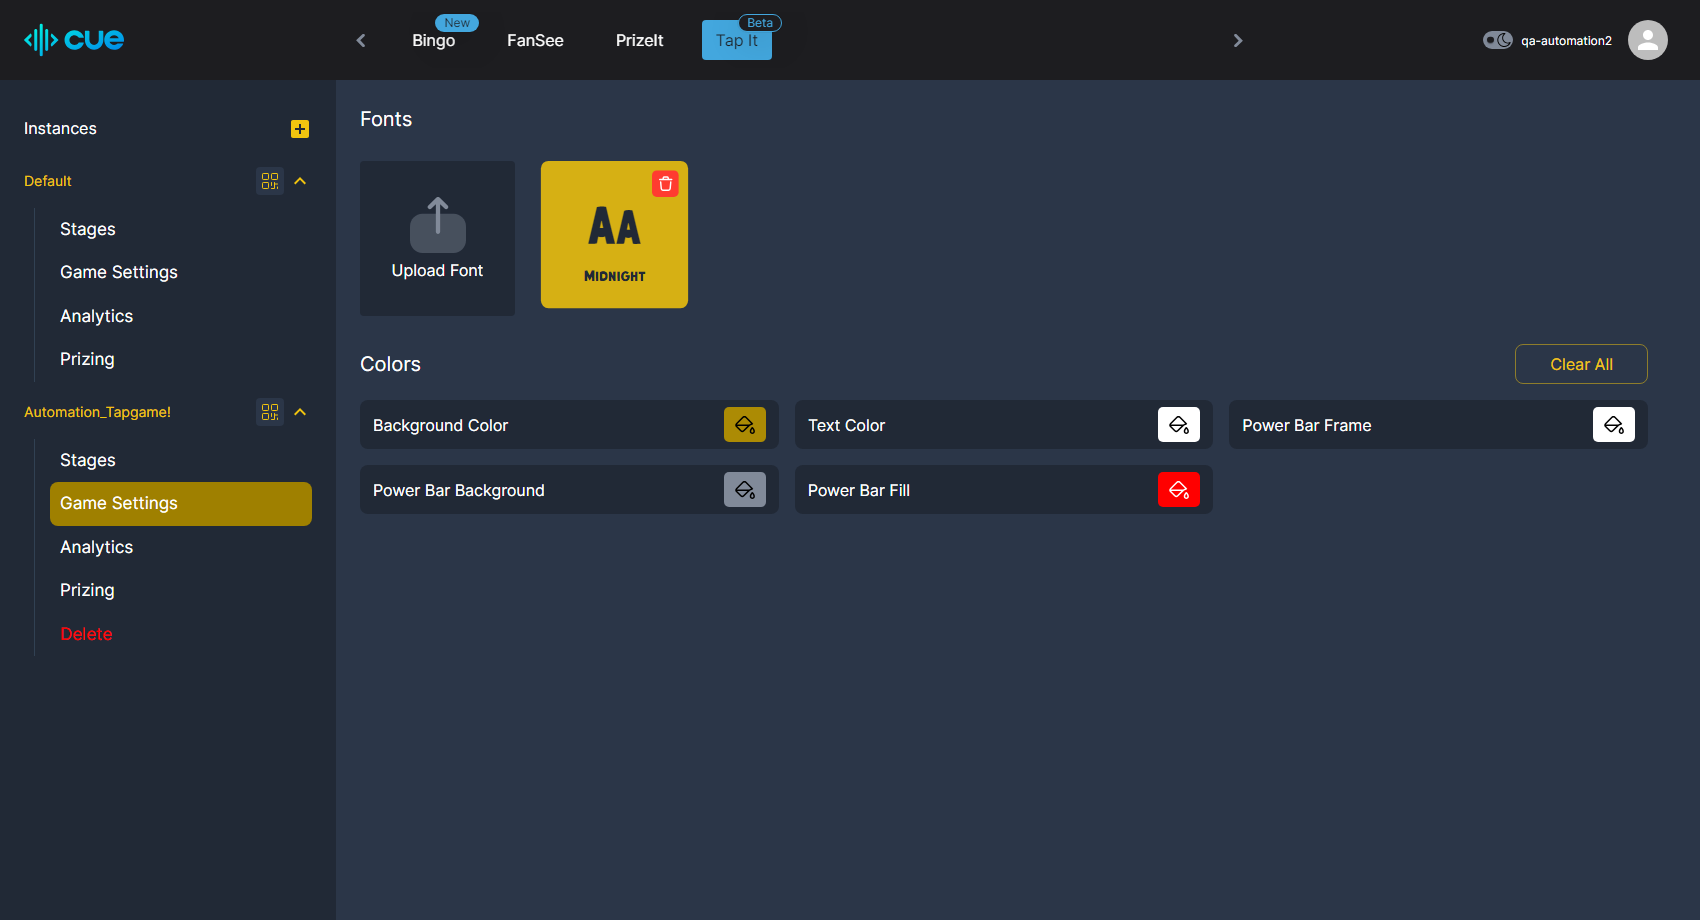 cue
New
Beta
Bingo
FanSee
PrizeIt
Tap It
qa-automation2
Instances
Default
Stages
Game Settings
Analytics
Prizing
Automation_Tapgame!
Stages
Game Settings
Analytics
Prizing
Delete
Fonts
Upload Font
AA
MIDNIGHT
Colors
Clear All
Background Color
Text Color
Power Bar Frame
Power Bar Background
Power Bar Fill